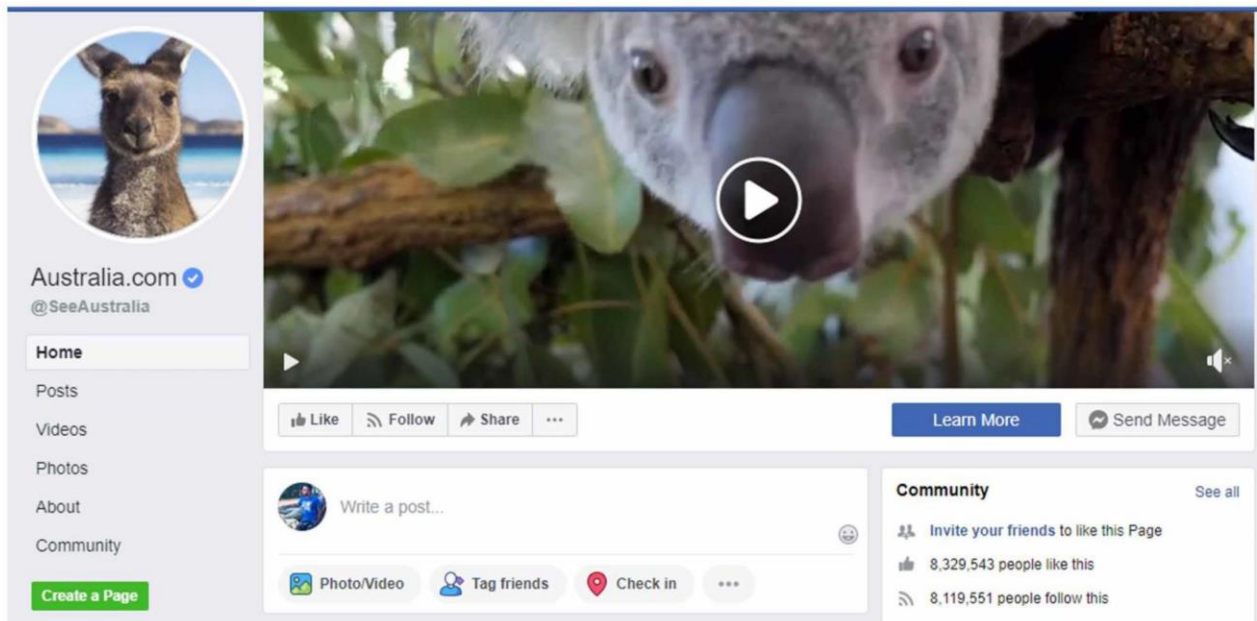 Australia.com
@SeeAustralia
Home
Posts
Videos
Photos
About
Community
Create a Page
Like Follow Share ...
Learn More Send Message
Write a post...
Photo/Video Tag friends Check in ...
Community See all
Invite your friends to like this Page
8,329,543 people like this
8,119,551 people follow this